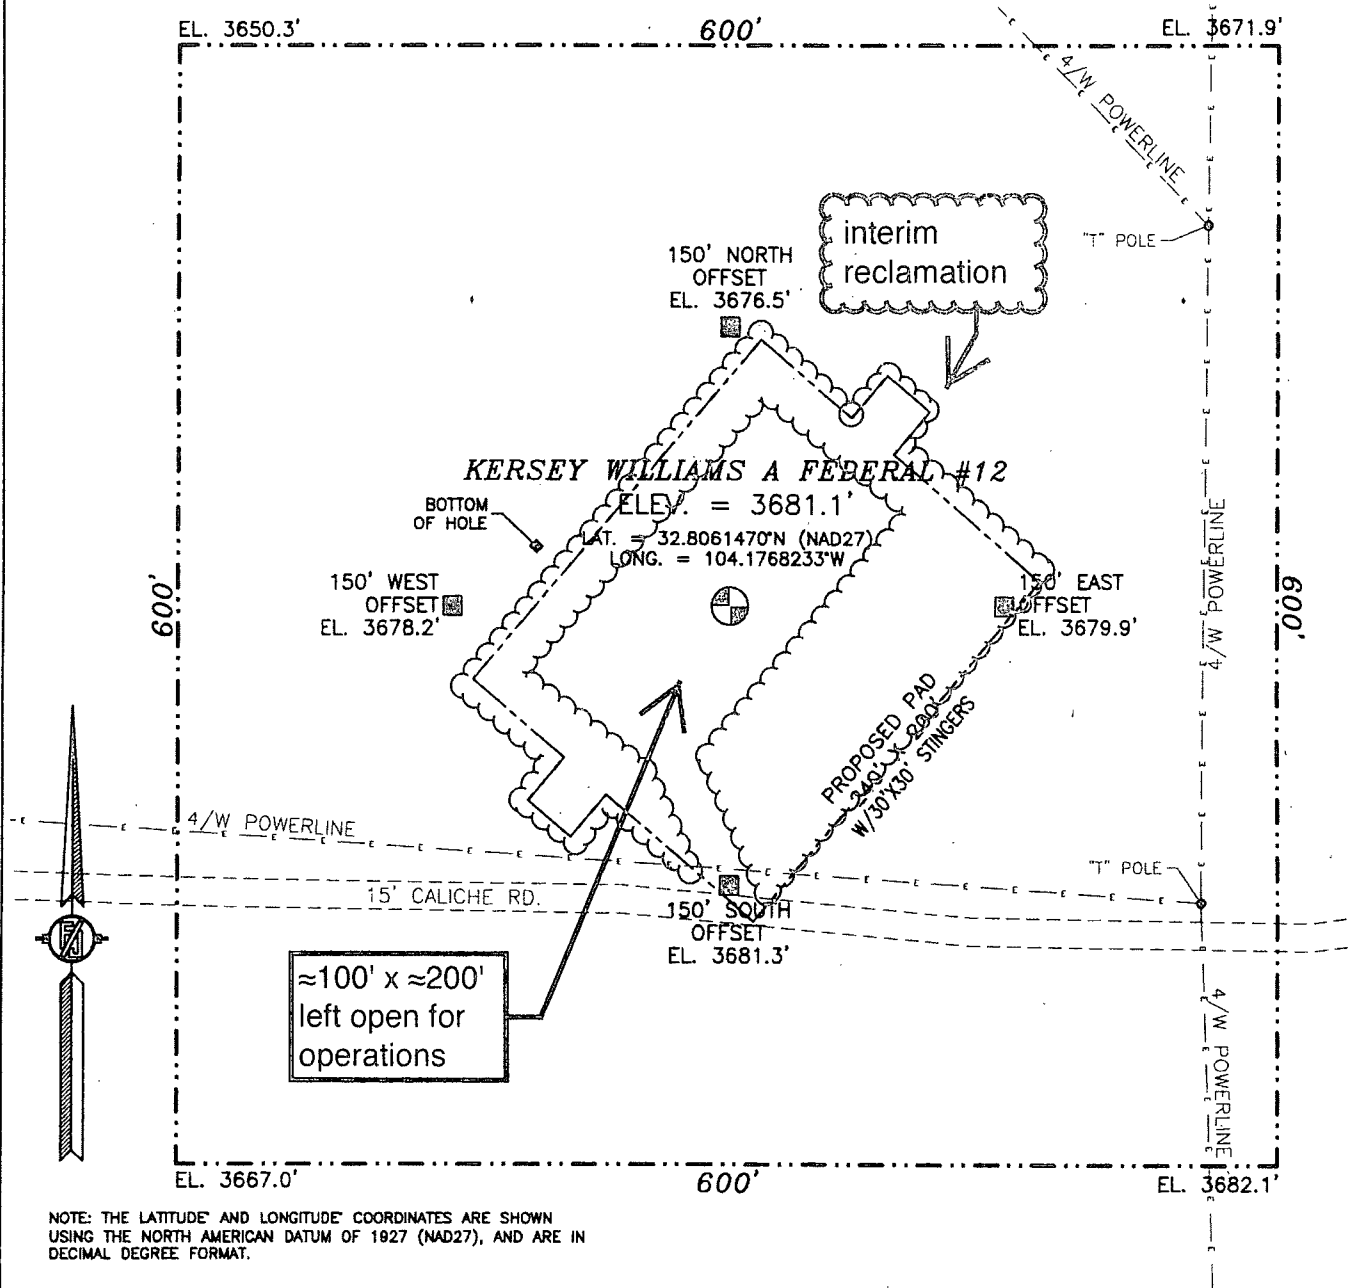 EL. 3650.3'
600'
EL. 3671.9'
4/W POWERLINE
"T" POLE
interim
reclamation
150' NORTH
OFFSET
EL. 3676.5'
KERSEY WILLIAMS A FEDERAL #12
ELEV. = 3681.1'
LAT. = 32.8061470°N (NAD27)
LONG. = 104.1768233°W
BOTTOM
OF HOLE
150' WEST
OFFSET
EL. 3678.2'
150' EAST
OFFSET
EL. 3679.9'
600'
600'
4/W POWERLINE
PROPOSED PAD
240' X 200'
W/30'X30' STINGERS
4/W POWERLINE
15' CALICHE RD.
"T" POLE
150' SOUTH
OFFSET
EL. 3681.3'
≈100' x ≈200'
left open for
operations
4/W POWERLINE
EL. 3667.0'
600'
EL. 3682.1'
NOTE: THE LATITUDE AND LONGITUDE COORDINATES ARE SHOWN
USING THE NORTH AMERICAN DATUM OF 1927 (NAD27), AND ARE IN
DECIMAL DEGREE FORMAT.